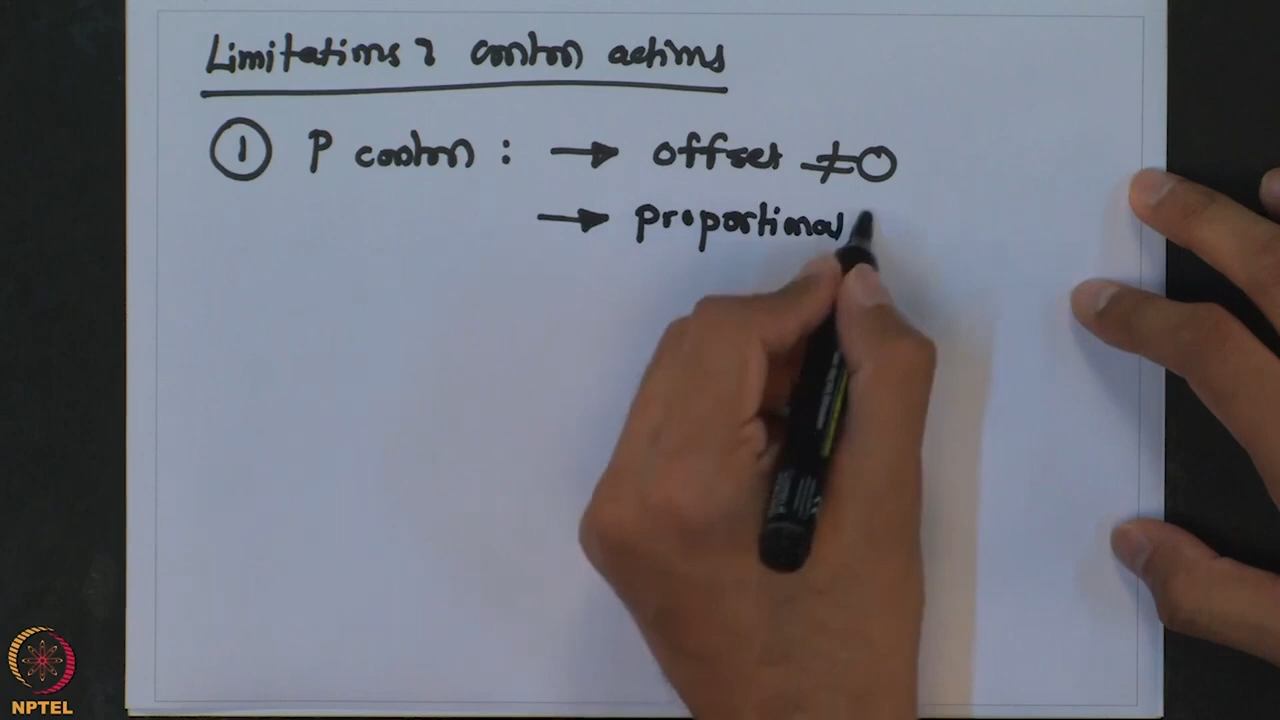 Limitations of control actions
① P control : → offset ≠ 0
→ proportional
NPTEL